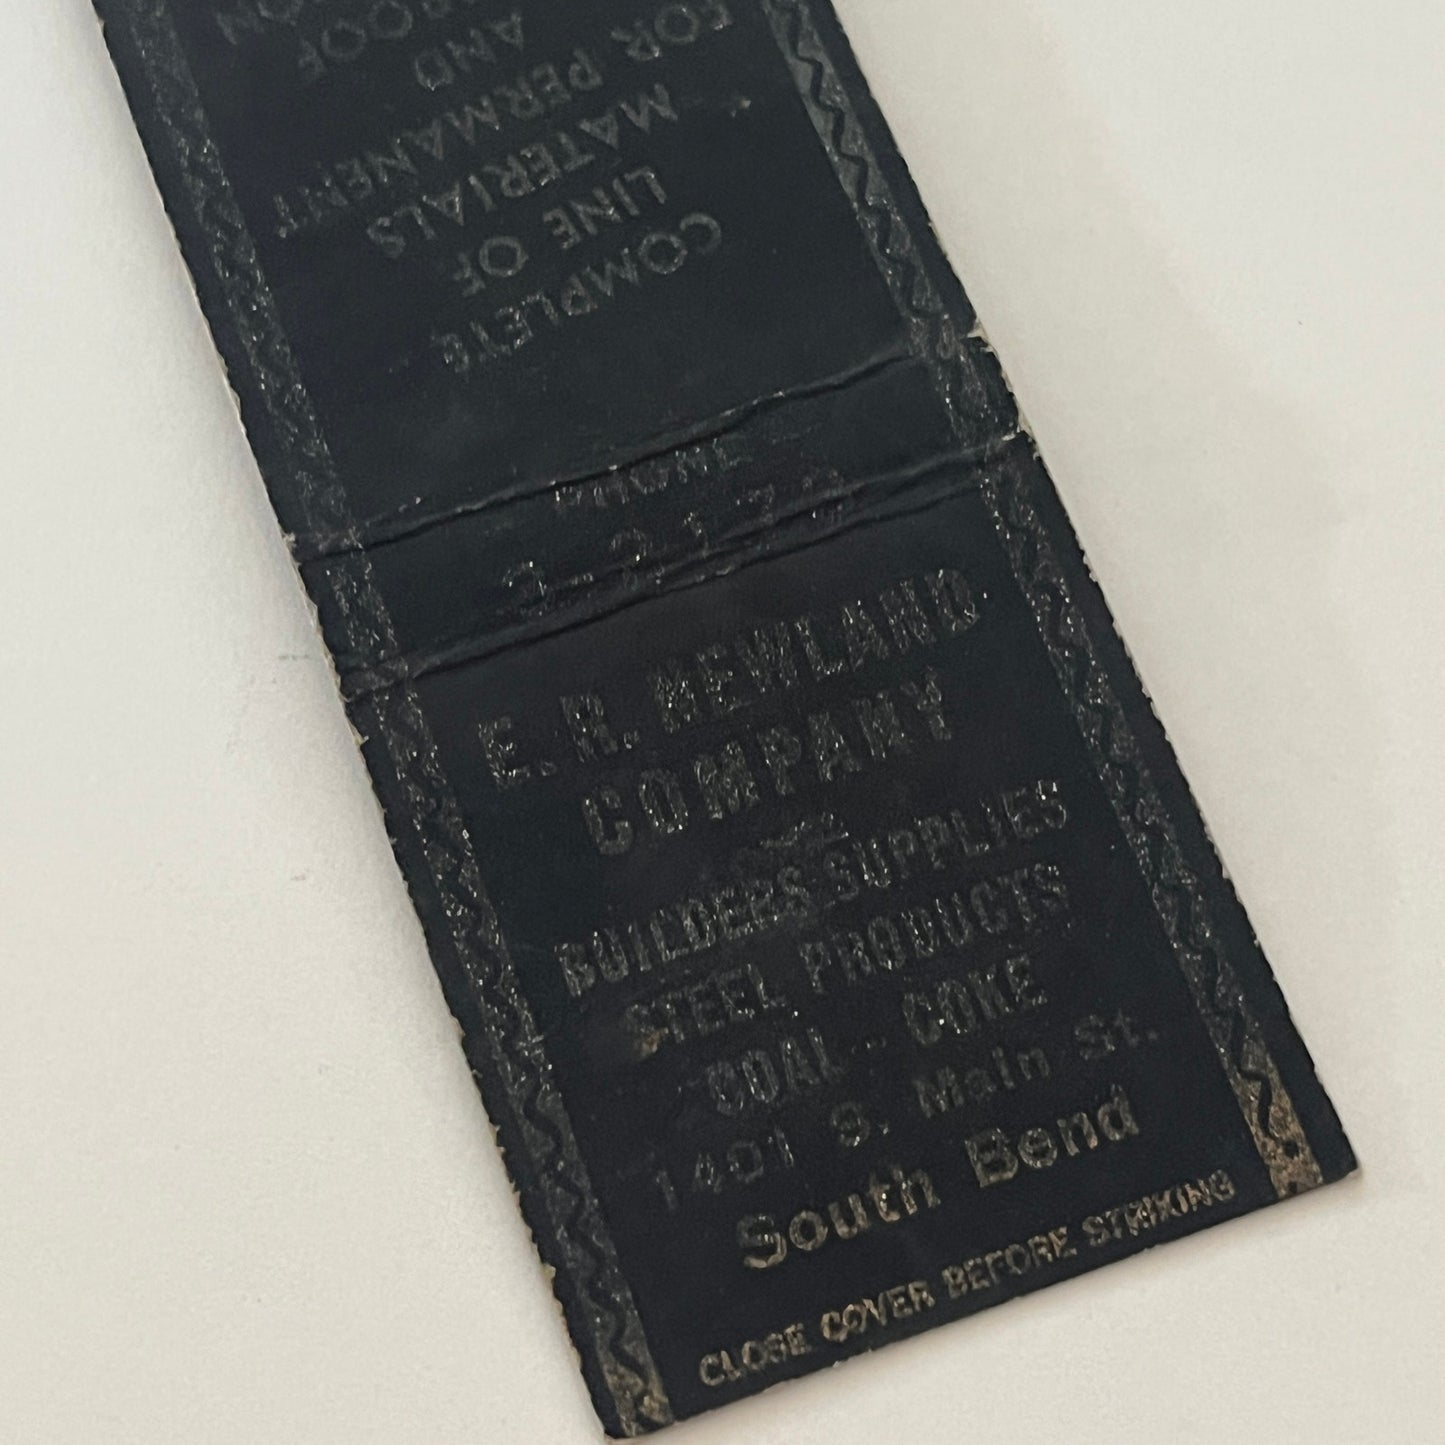 COMPLETE
LINE OF
MATERIALS
FOR PERMANENT
AND
PHONE
E. R. NEWLAND
COMPANY
BUILDERS SUPPLIES
STEEL PRODUCTS
COAL - COKE
1401 S. Main St.
South Bend
CLOSE COVER BEFORE STRIKING